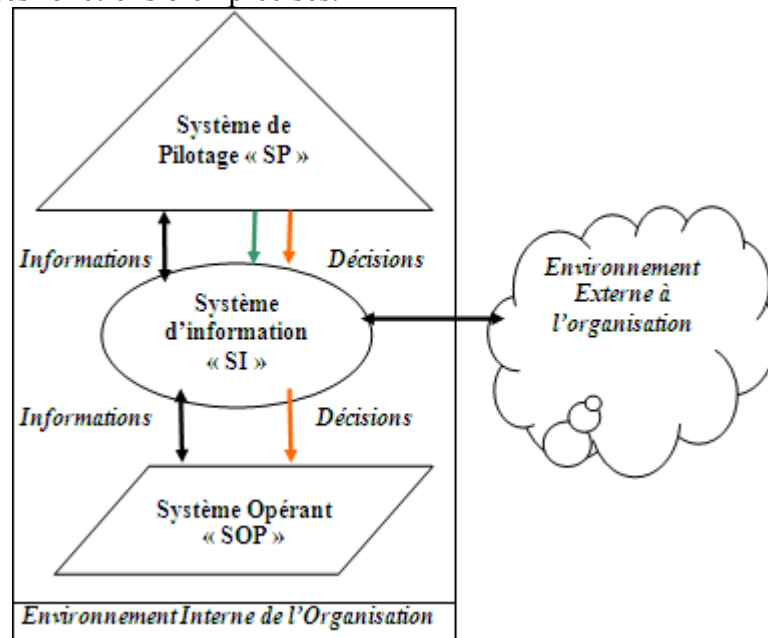 Système de
Pilotage « SP »
Informations
Décisions
Système
d'information
« SI »
Environnement
Externe à
l'organisation
Informations
Décisions
Système Opérant
« SOP »
Environnement Interne de l'Organisation